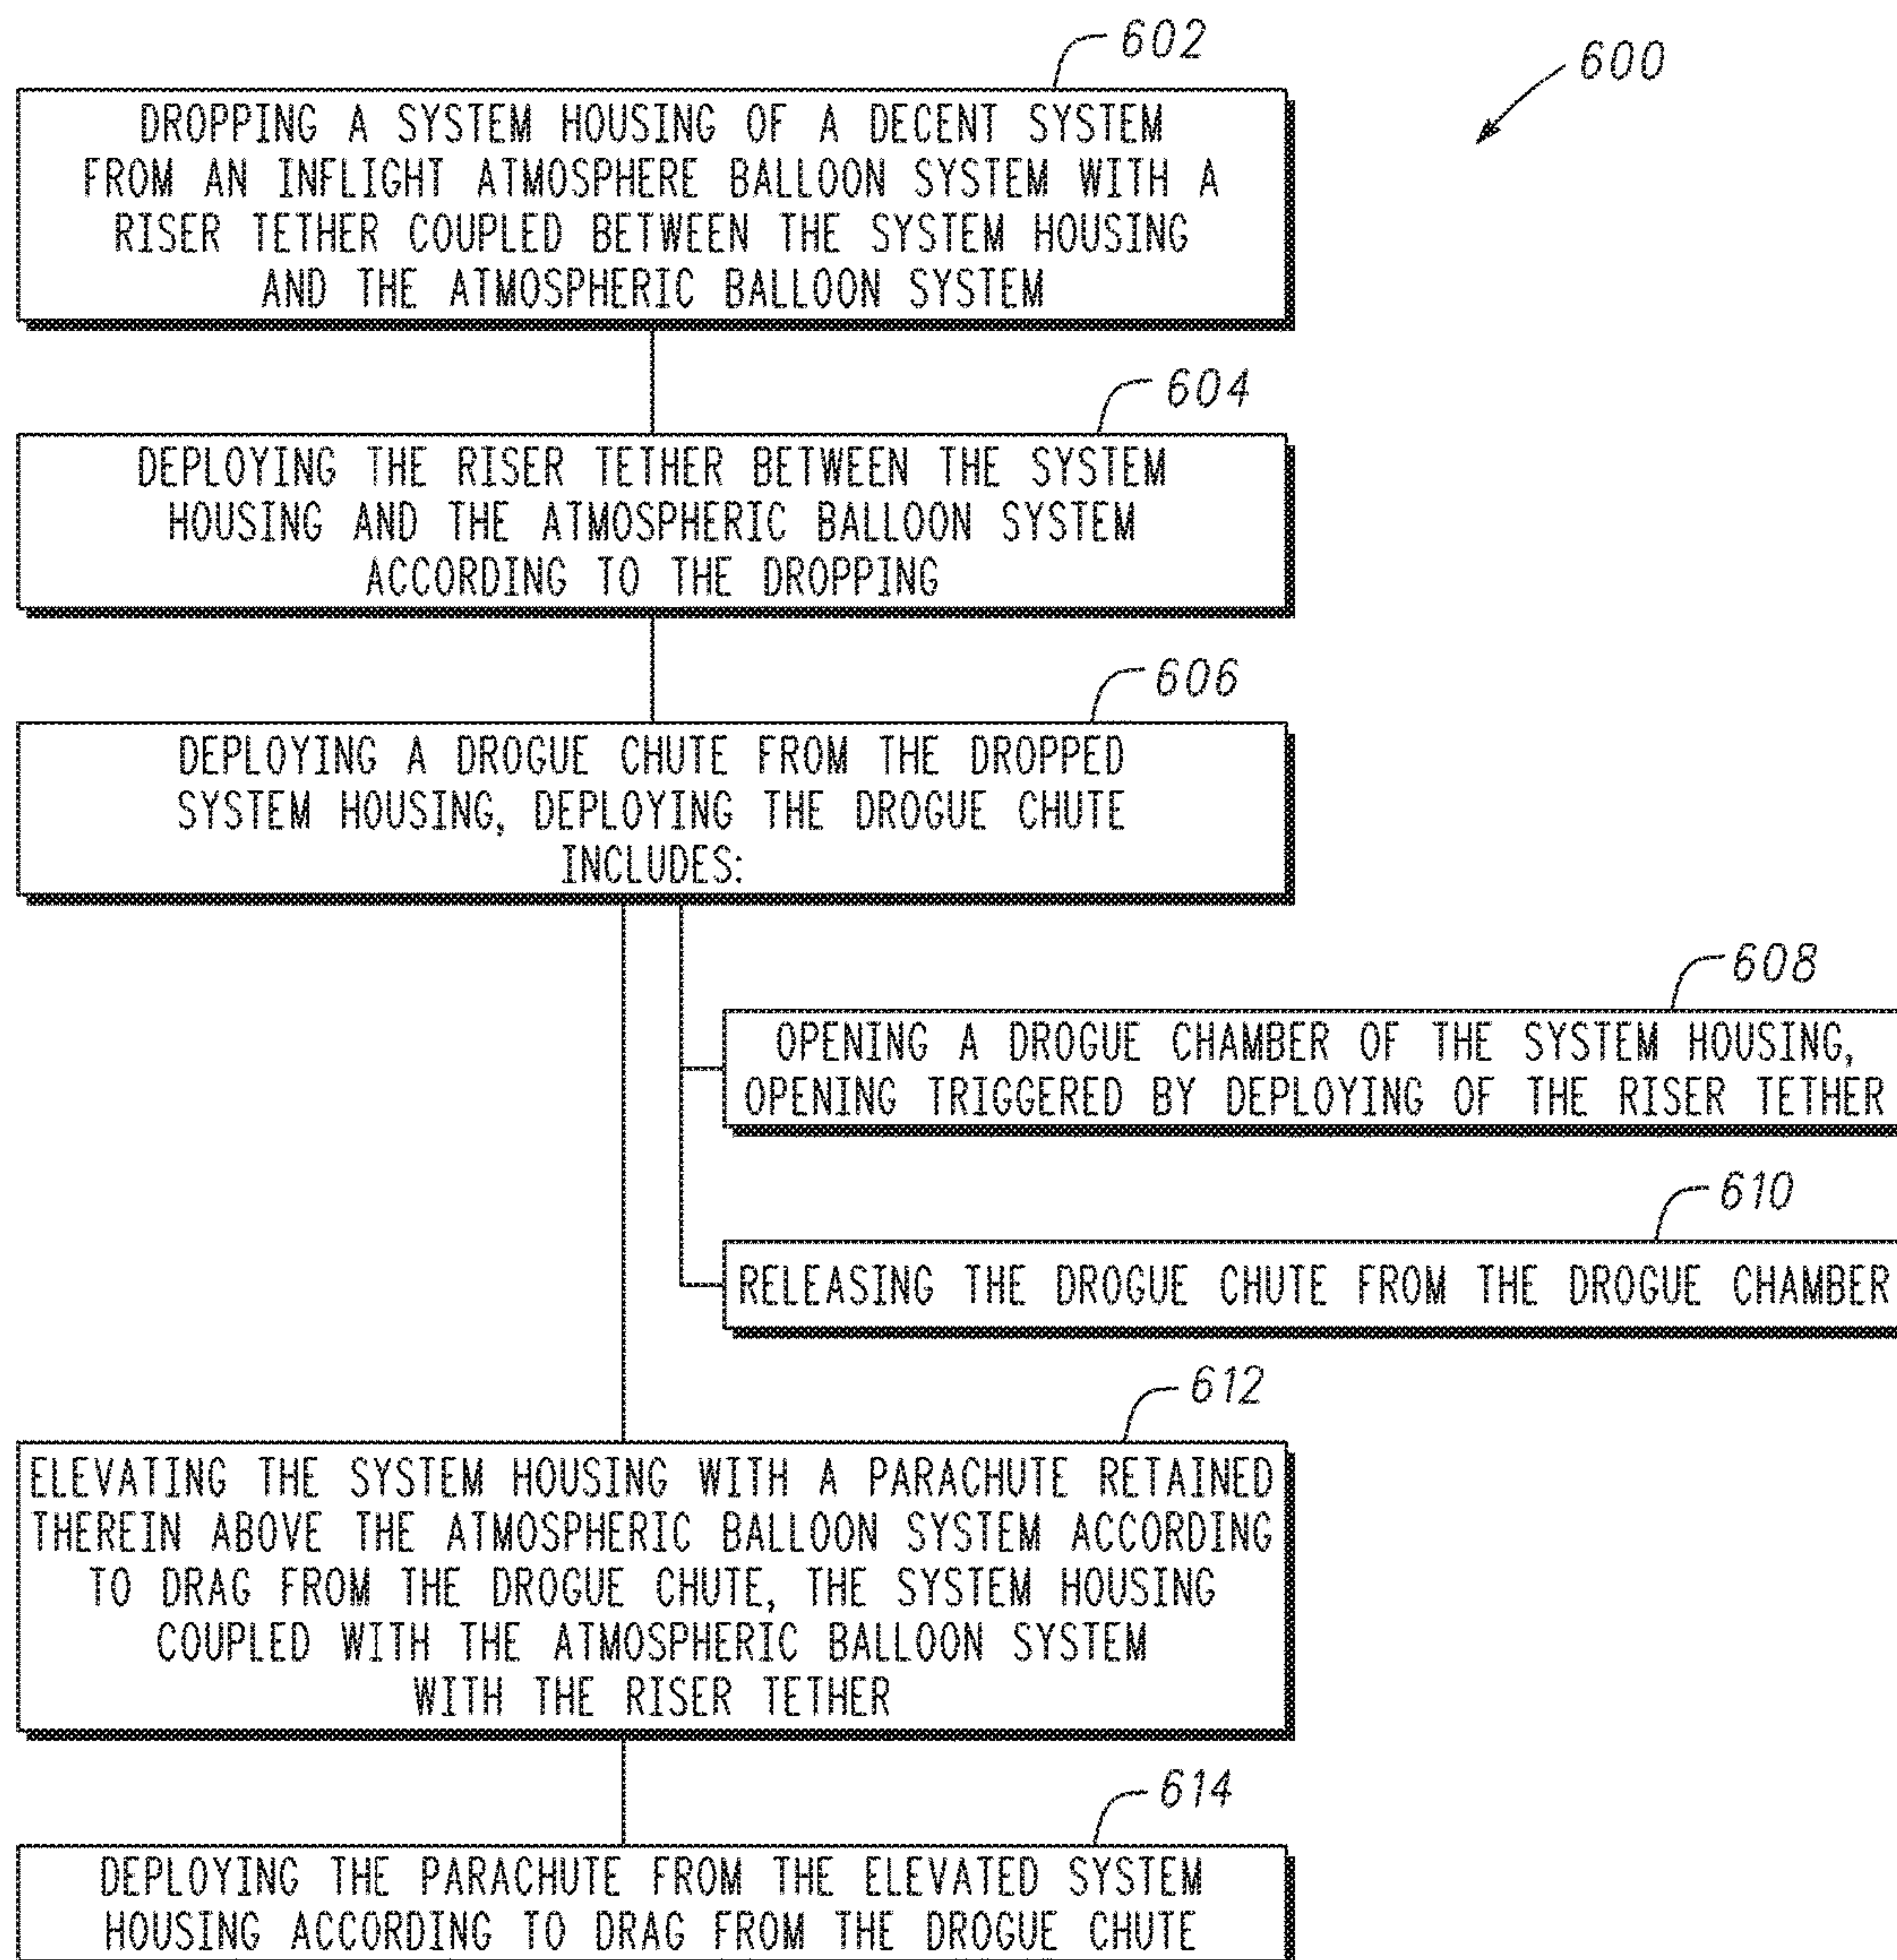 602
600
DROPPING A SYSTEM HOUSING OF A DECENT SYSTEM
FROM AN INFLIGHT ATMOSPHERE BALLOON SYSTEM WITH A
RISER TETHER COUPLED BETWEEN THE SYSTEM HOUSING
AND THE ATMOSPHERIC BALLOON SYSTEM
604
DEPLOYING THE RISER TETHER BETWEEN THE SYSTEM
HOUSING AND THE ATMOSPHERIC BALLOON SYSTEM
ACCORDING TO THE DROPPING
606
DEPLOYING A DROGUE CHUTE FROM THE DROPPED
SYSTEM HOUSING, DEPLOYING THE DROGUE CHUTE
INCLUDES:
608
OPENING A DROGUE CHAMBER OF THE SYSTEM HOUSING,
OPENING TRIGGERED BY DEPLOYING OF THE RISER TETHER
610
RELEASING THE DROGUE CHUTE FROM THE DROGUE CHAMBER
612
ELEVATING THE SYSTEM HOUSING WITH A PARACHUTE RETAINED
THEREIN ABOVE THE ATMOSPHERIC BALLOON SYSTEM ACCORDING
TO DRAG FROM THE DROGUE CHUTE, THE SYSTEM HOUSING
COUPLED WITH THE ATMOSPHERIC BALLOON SYSTEM
WITH THE RISER TETHER
614
DEPLOYING THE PARACHUTE FROM THE ELEVATED SYSTEM
HOUSING ACCORDING TO DRAG FROM THE DROGUE CHUTE